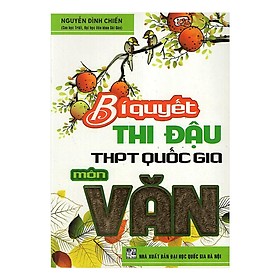 NGUYỄN ĐÌNH CHIẾN
Bí quyết
THI ĐẬU
THPT QUỐC GIA
môn
VĂN
NHÀ XUẤT BẢN ĐẠI HỌC QUỐC GIA HÀ NỘI